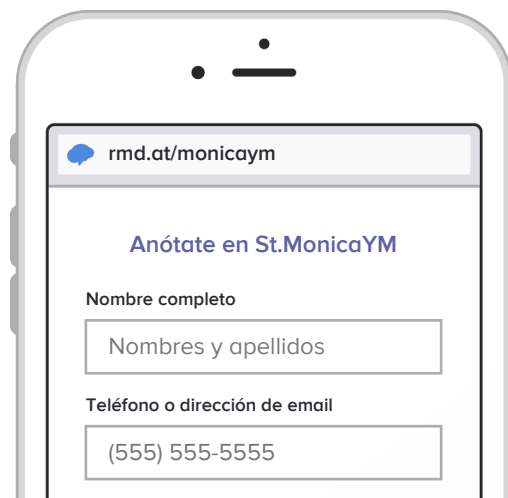 rmd.at/monicaym
Anótate en St.MonicaYM
Nombre completo
Nombres y apellidos
Teléfono o dirección de email
(555) 555-5555